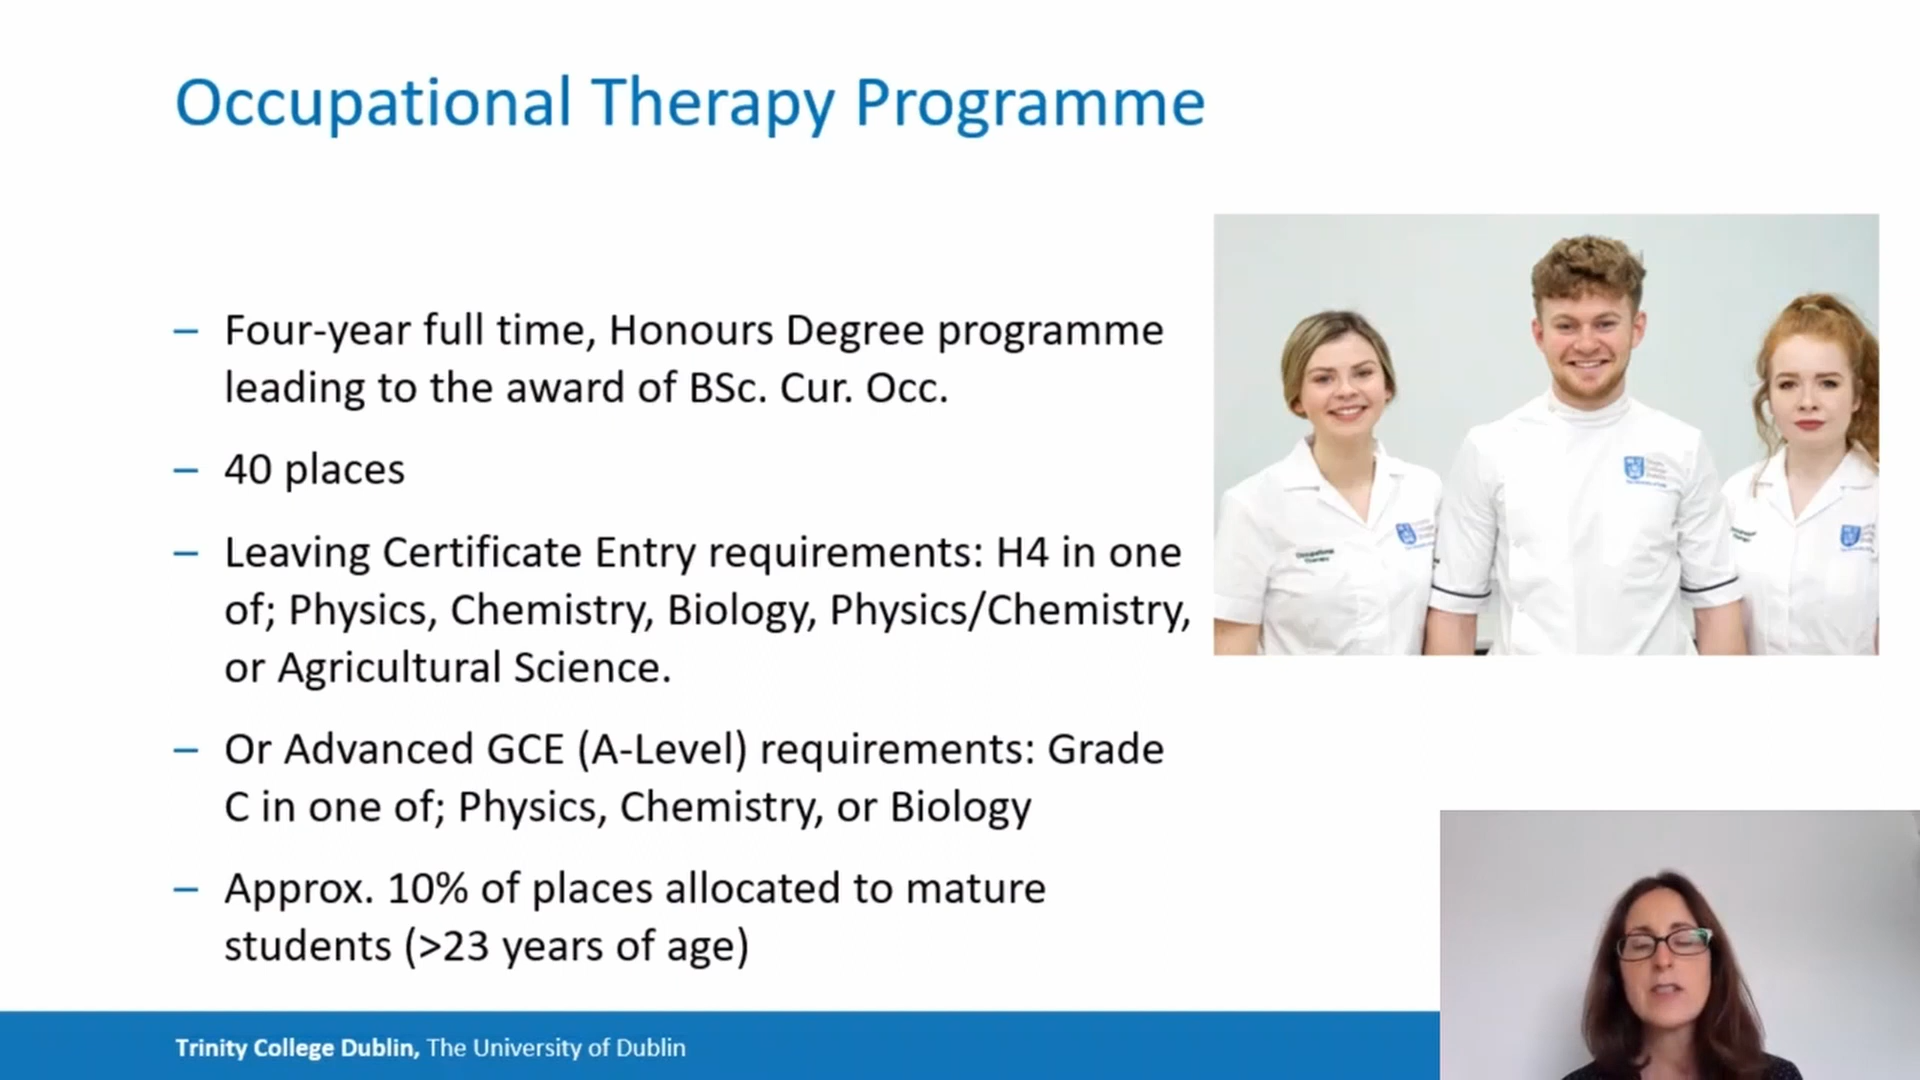 Occupational Therapy Programme
– Four-year full time, Honours Degree programme
leading to the award of BSc. Cur. Occ.
– 40 places
– Leaving Certificate Entry requirements: H4 in one
of; Physics, Chemistry, Biology, Physics/Chemistry,
or Agricultural Science.
– Or Advanced GCE (A-Level) requirements: Grade
C in one of; Physics, Chemistry, or Biology
– Approx. 10% of places allocated to mature
students (>23 years of age)
Occupational
Therapy
Trinity College Dublin, The University of Dublin